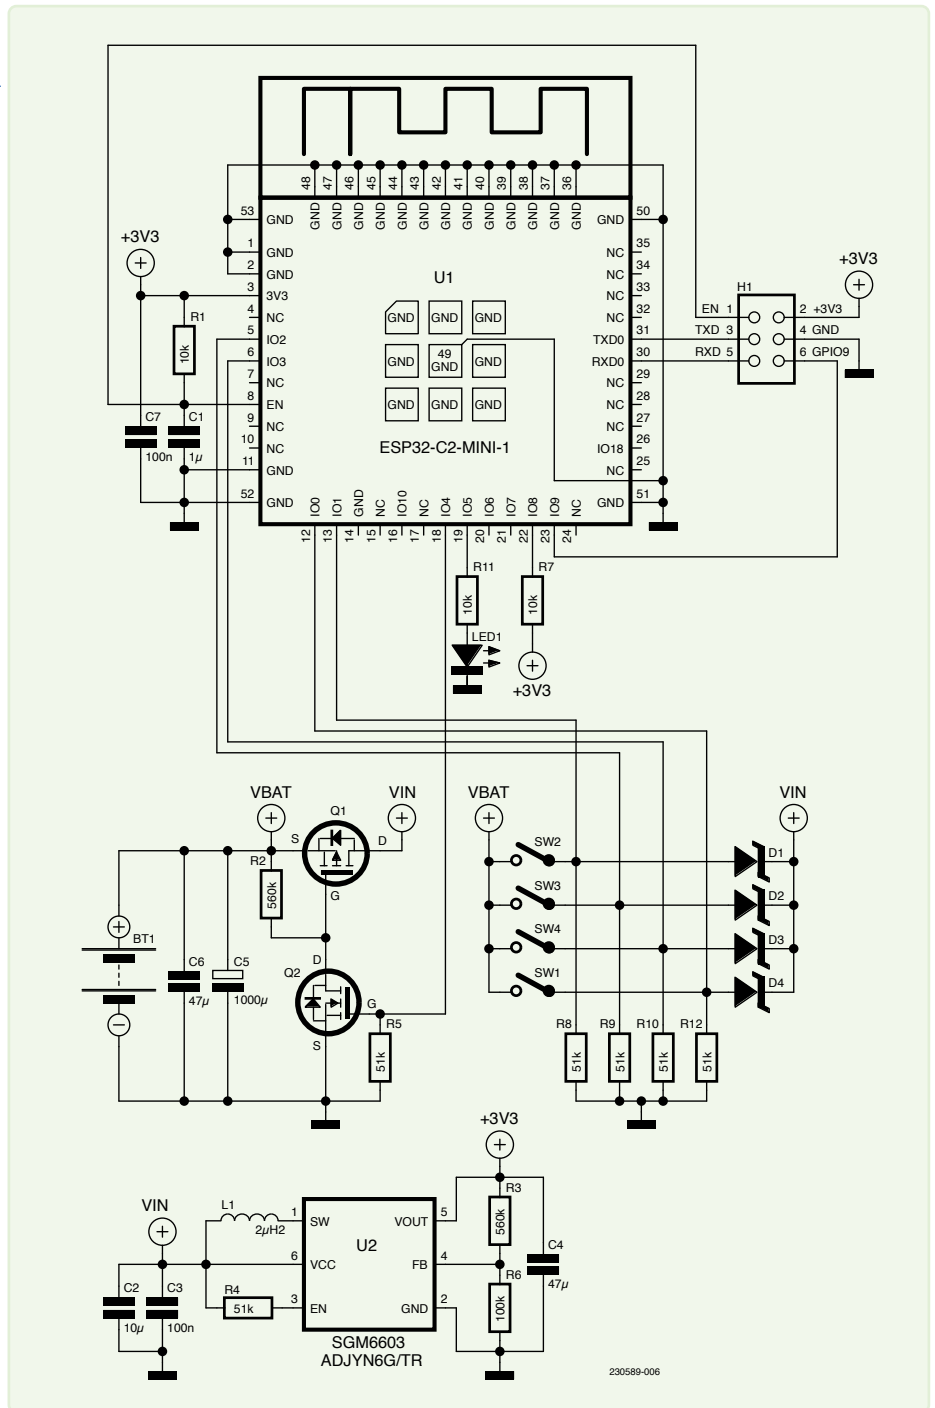 48 47 46 45 44 43 42 41 40 39 38 37 36
GND GND GND GND GND GND GND GND GND GND GND GND GND
53 GND
GND 50
+3V3
1 GND
NC 35
2 GND
NC 34
U1
+3V3
3 3V3
NC 33
H1
4 NC
NC 32
EN 1
2 +3V3
R1
10k
GND GND GND
5 IO2
TXD0 31
TXD 3
4 GND
6 IO3
GND 49 GND GND
RXD0 30
RXD 5
6 GPIO9
7 NC
NC 29
8 EN
GND GND GND
NC 28
C7
100n
C1
1µ
9 NC
NC 27
10 NC
ESP32-C2-MINI-1
IO18 26
11 GND
NC 25
52 GND
GND 51
IO0 IO1 GND NC IO10 NC IO4 IO5 IO6 IO7 IO8 IO9 NC
12 13 14 15 16 17 18 19 20 21 22 23 24
R11
10k
R7
10k
LED1
+3V3
VBAT
Q1
VIN
VBAT
VIN
S
D
G
R2
560k
SW2
D1
SW3
D2
SW4
D3
SW1
D4
BT1
C6
47µ
C5
1000µ
Q2
D
G
S
R5
51k
R8
51k
R9
51k
R10
51k
R12
51k
+3V3
VIN
L1
2µH2
1 SW
VOUT 5
R3
560k
U2
6 VCC
FB 4
C4
47µ
C2
10µ
C3
100n
R4
51k
3 EN
GND 2
R6
100k
SGM6603
ADJYN6G/TR
230589-006